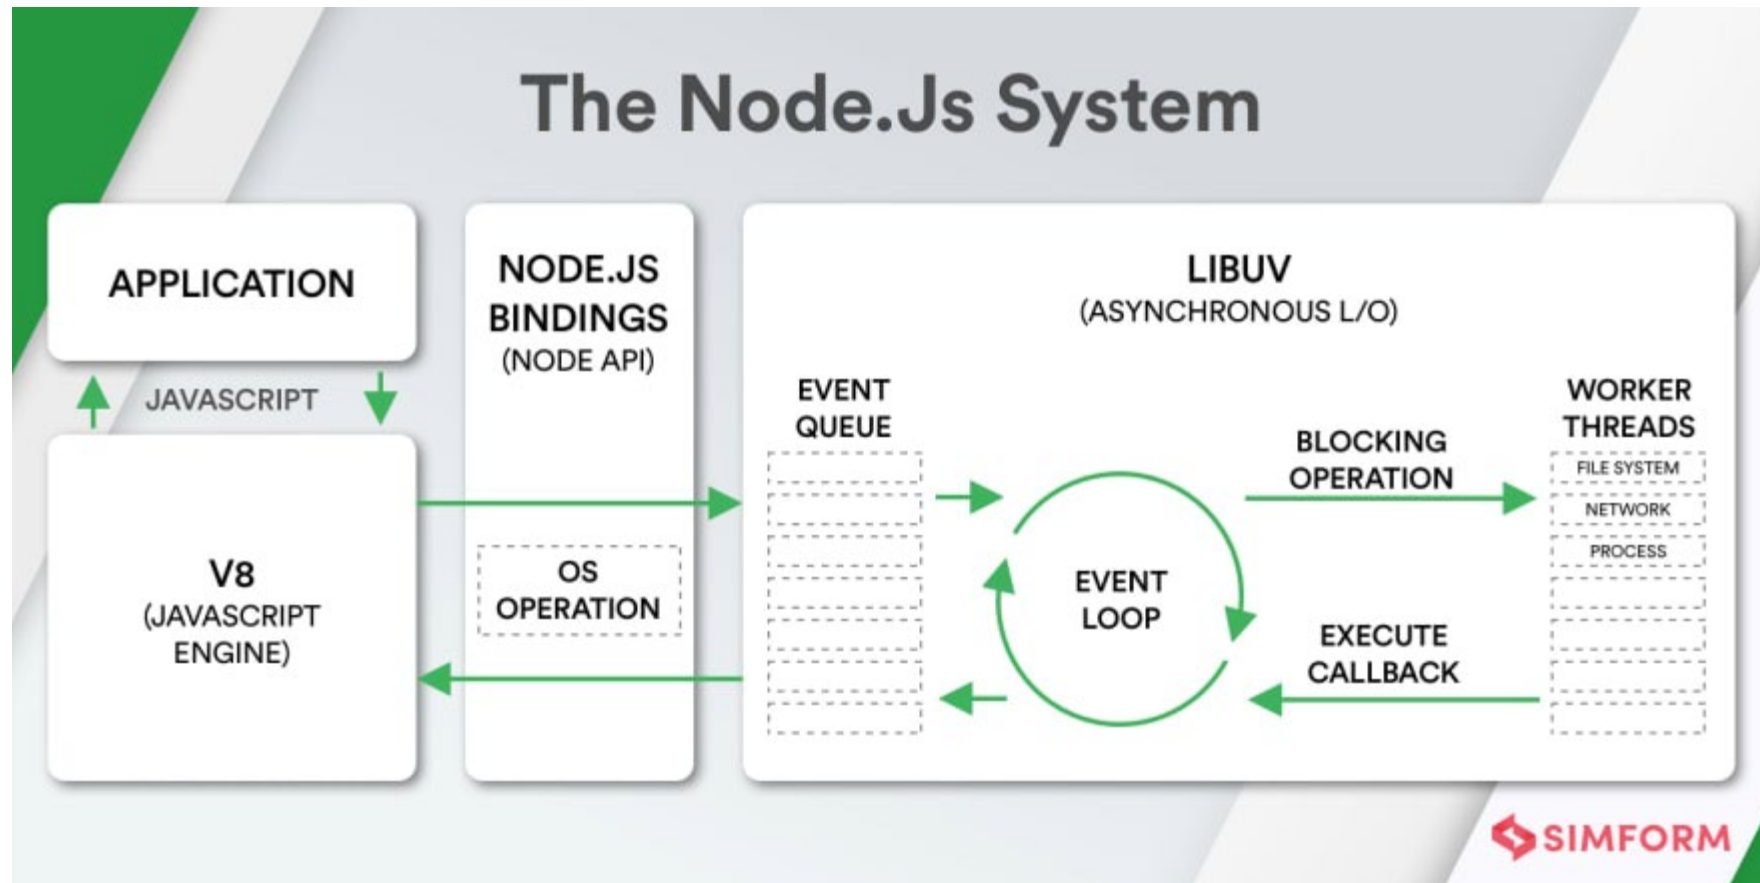 The Node.Js System
APPLICATION
JAVASCRIPT
V8
(JAVASCRIPT
ENGINE)
NODE.JS
BINDINGS
(NODE API)
OS
OPERATION
LIBUV
(ASYNCHRONOUS L/O)
EVENT
QUEUE
EVENT
LOOP
BLOCKING
OPERATION
EXECUTE
CALLBACK
WORKER
THREADS
FILE SYSTEM
NETWORK
PROCESS
SIMFORM